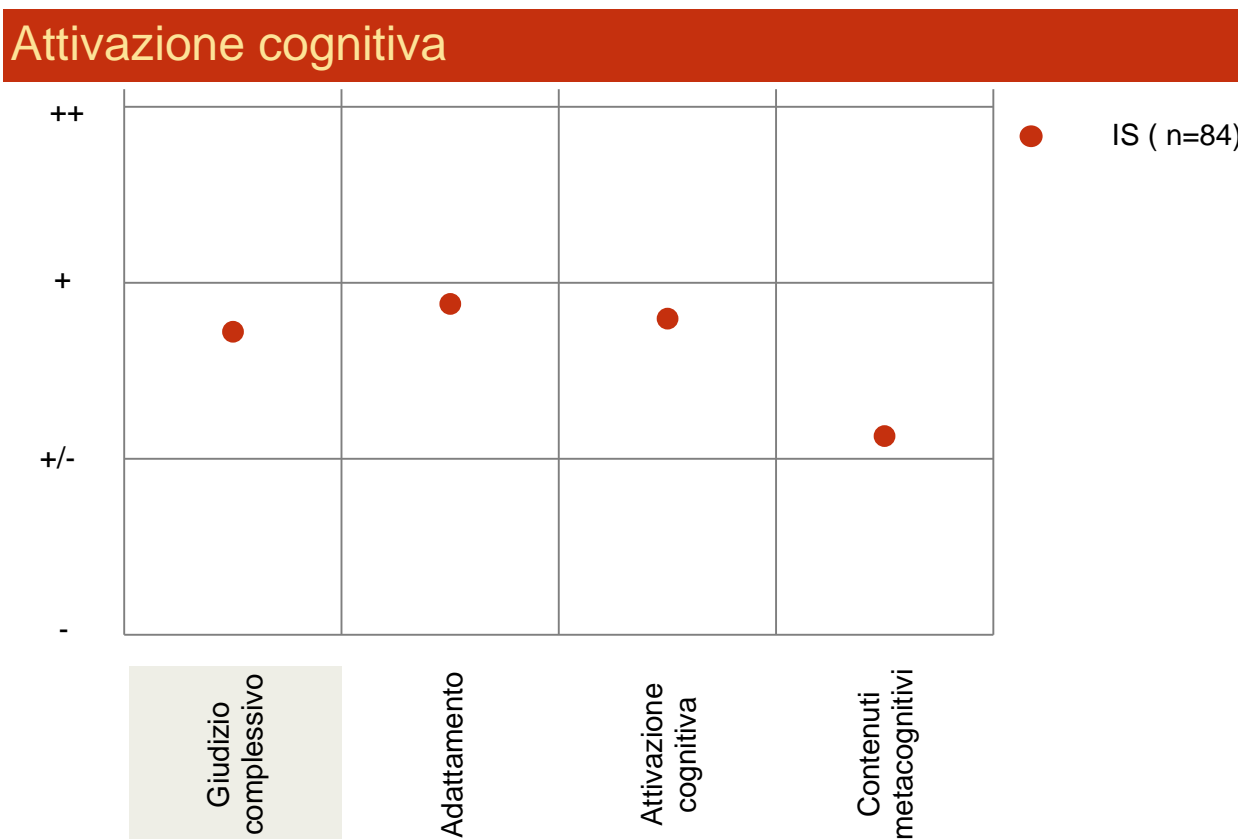 Attivazione cognitiva
++
IS ( n=84)
+
+/-
-
Giudizio
complessivo
Adattamento
Attivazione
cognitiva
Contenuti
metacognitivi